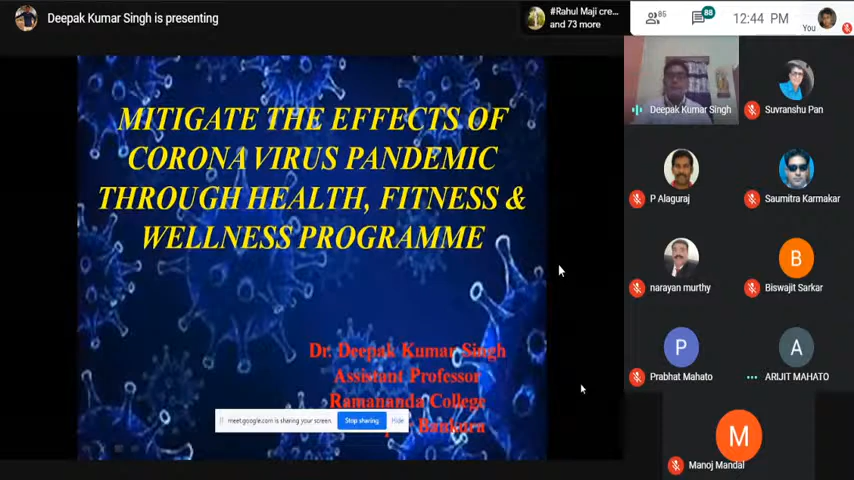 Deepak Kumar Singh is presenting
#Rahul Maji cre...
and 73 more
85
88
12:44 PM
You
MITIGATE THE EFFECTS OF
CORONA VIRUS PANDEMIC
THROUGH HEALTH, FITNESS &
WELLNESS PROGRAMME
Dr. Deepak Kumar Singh
Assistant Professor
Ramananda College
Bankura
meet.google.com is sharing your screen.
Stop sharing
Hide
Deepak Kumar Singh
Suvranshu Pan
P Alaguraj
Saumitra Karmakar
narayan murthy
B
Biswajit Sarkar
P
Prabhat Mahato
A
ARIJIT MAHATO
M
Manoj Mandal